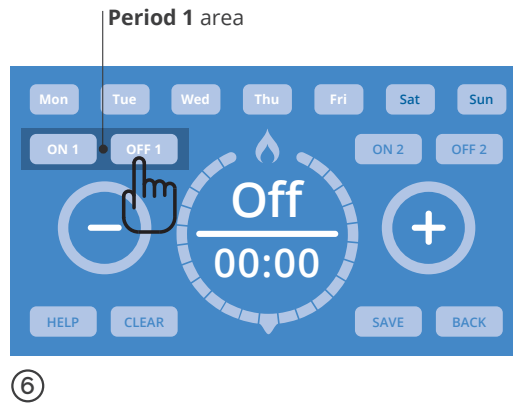 Period 1 area
Mon Tue Wed Thu Fri Sat Sun
ON 1 OFF 1 ON 2 OFF 2
Off
00:00
HELP CLEAR SAVE BACK
6